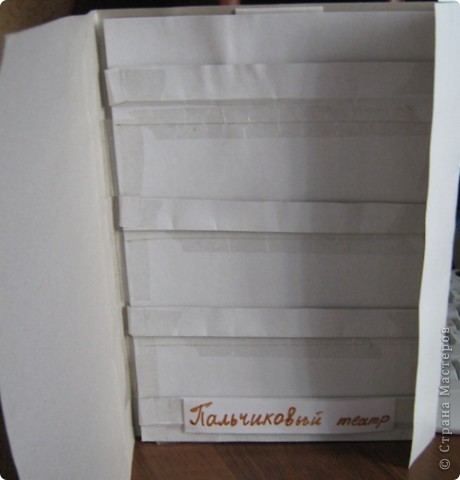 Пальчиковый театр
© Страна Мастеров